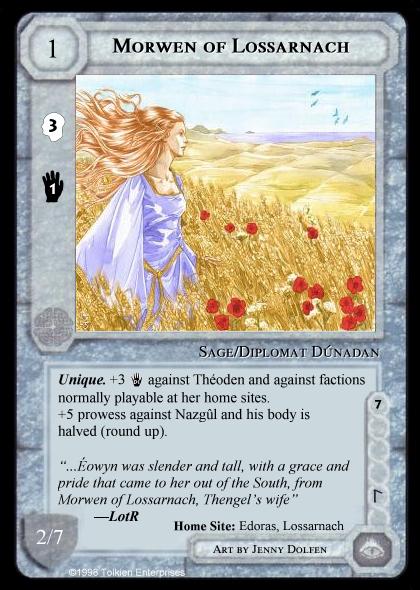 1
MORWEN OF LOSSARNACH
3
1
SAGE/DIPLOMAT DÚNADAN
Unique. +3 against Théoden and against factions
normally playable at her home sites.
+5 prowess against Nazgûl and his body is
halved (round up).
7
“...Éowyn was slender and tall, with a grace and
pride that came to her out of the South, from
Morwen of Lossarnach, Thengel’s wife”
—LotR
Home Site: Edoras, Lossarnach
2/7
ART BY JENNY DOLFEN
©1998 Tolkien Enterprises